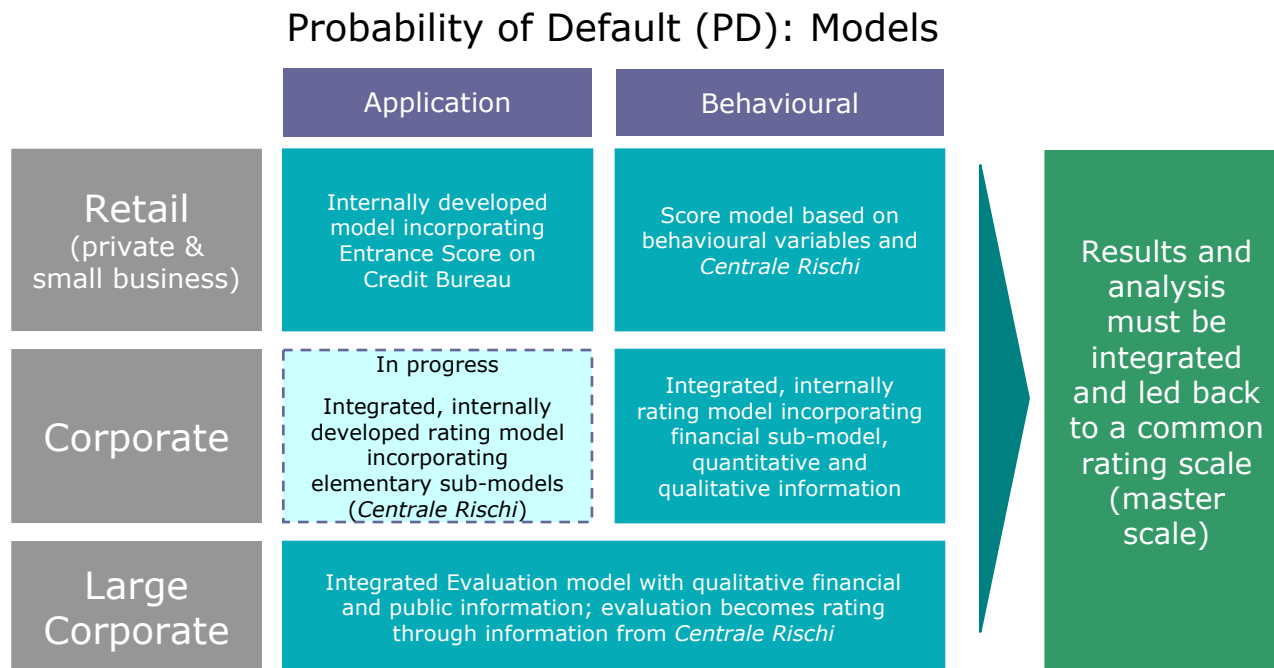 Probability of Default (PD): Models
Application
Behavioural
Retail
(private &
small business)
Internally developed
model incorporating
Entrance Score on
Credit Bureau
Score model based on
behavioural variables and
Centrale Rischi
Corporate
In progress
Integrated, internally
developed rating model
incorporating
elementary sub-models
(Centrale Rischi)
Integrated, internally
rating model incorporating
financial sub-model,
quantitative and
qualitative information
Large
Corporate
Integrated Evaluation model with qualitative financial
and public information; evaluation becomes rating
through information from Centrale Rischi
Results and
analysis
must be
integrated
and led back
to a common
rating scale
(master
scale)